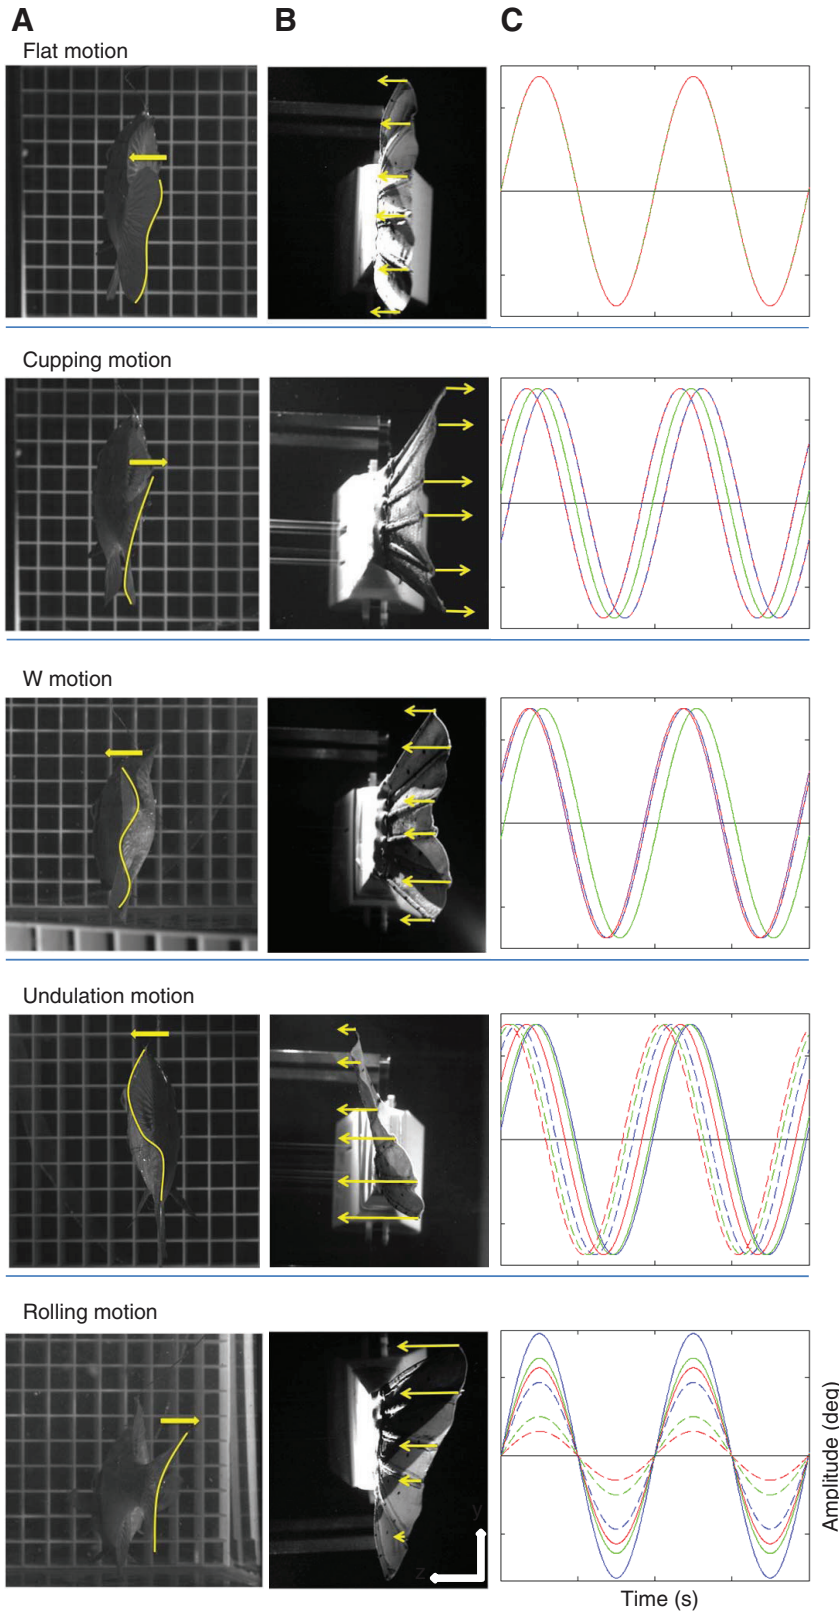 A B C
Flat motion
Cupping motion
W motion
Undulation motion
Rolling motion
y
z
Amplitude (deg)
Time (s)